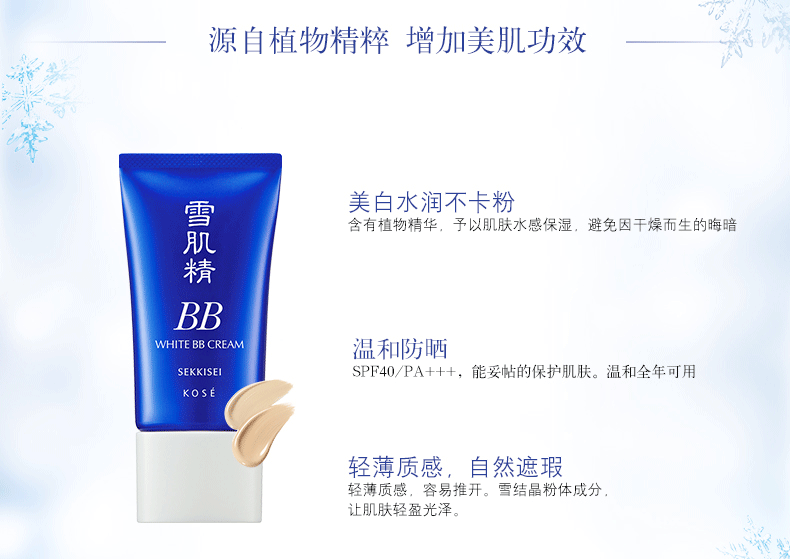 源自植物精粹 增加美肌功效
雪肌精
BB
WHITE BB CREAM
SEKKISEI
KOSÉ
美白水润不卡粉
含有植物精华，予以肌肤水感保湿，避免因干燥而生的晦暗
温和防晒
SPF40/PA+++，能妥帖的保护肌肤。温和全年可用
轻薄质感，自然遮瑕
轻薄质感，容易推开。雪结晶粉体成分，
让肌肤轻盈光泽。